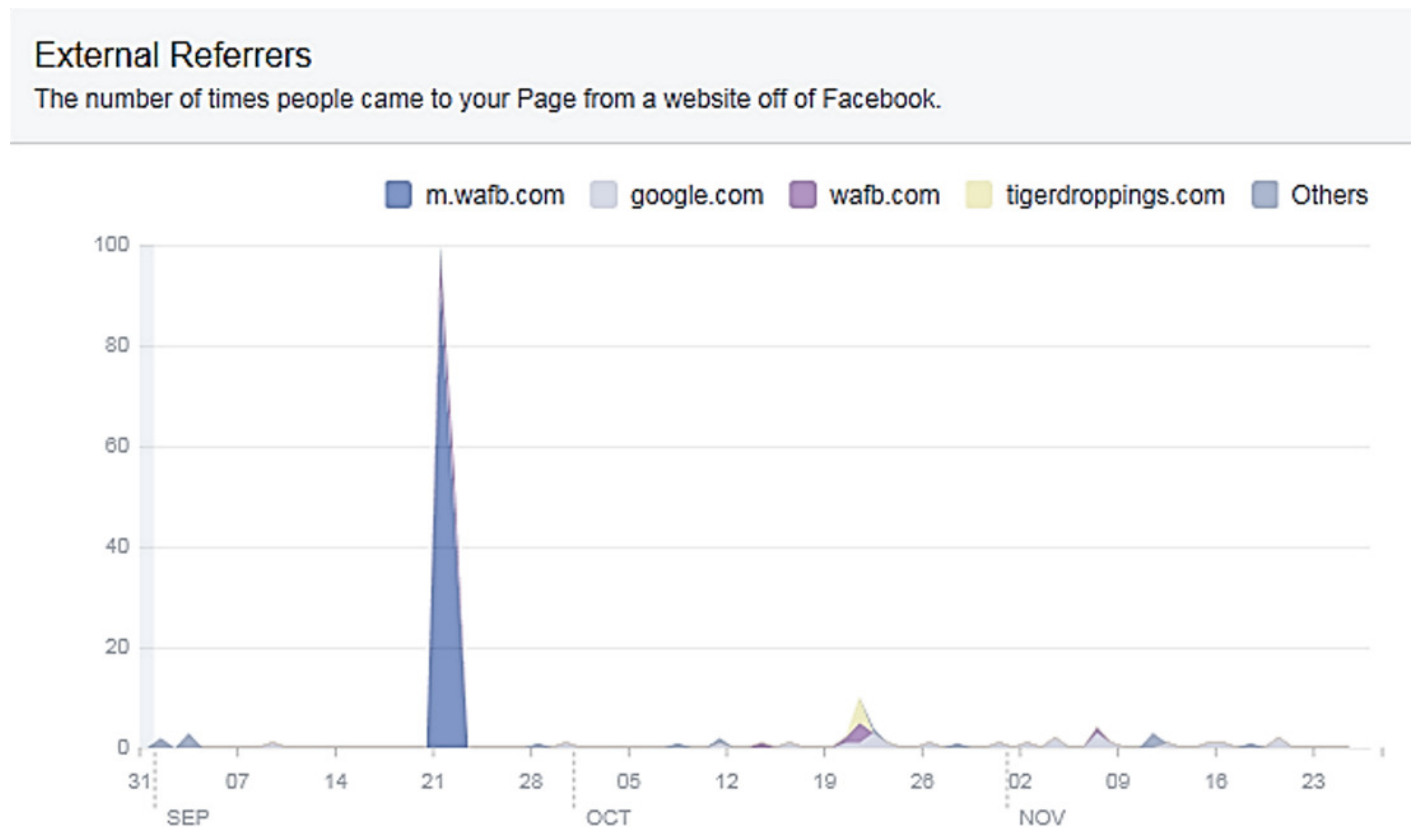 External Referrers
The number of times people came to your Page from a website off of Facebook.
m.wafb.com google.com wafb.com tigerdroppings.com Others
100
80
60
40
20
0
31 07 14 21 28 05 12 19 26 02 09 16 23
SEP OCT NOV